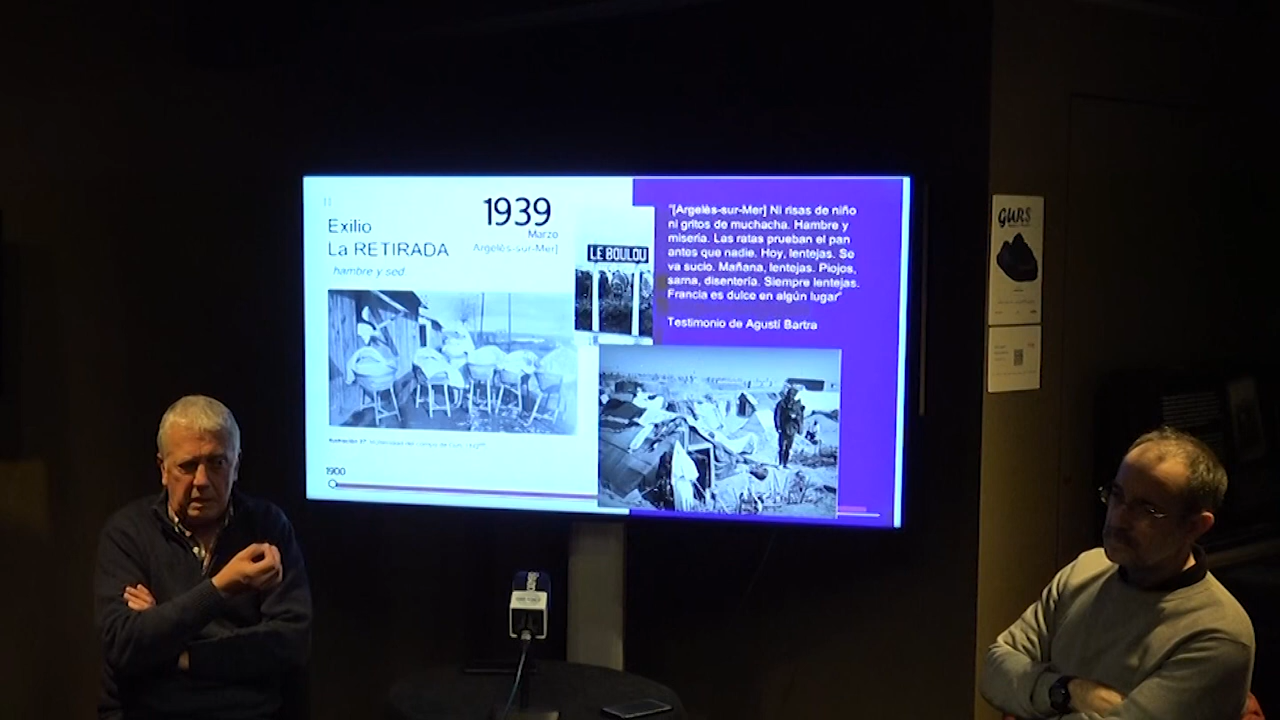 Exilio
La RETIRADA
hambre y sed
1939
Marzo
Argelès-sur-Mer]
LE BOULOU
"[Argelès-sur-Mer] Ni risas de niño
ni gritos de muchacha. Hambre y
miseria. Las ratas prueban el pan
antes que nadie. Hoy, lentejas. Se
va sucio. Mañana, lentejas. Piojos,
sarna, disentería. Siempre lentejas.
Francia es dulce en algún lugar"
Testimonio de Agustí Bartra
1900
GURS